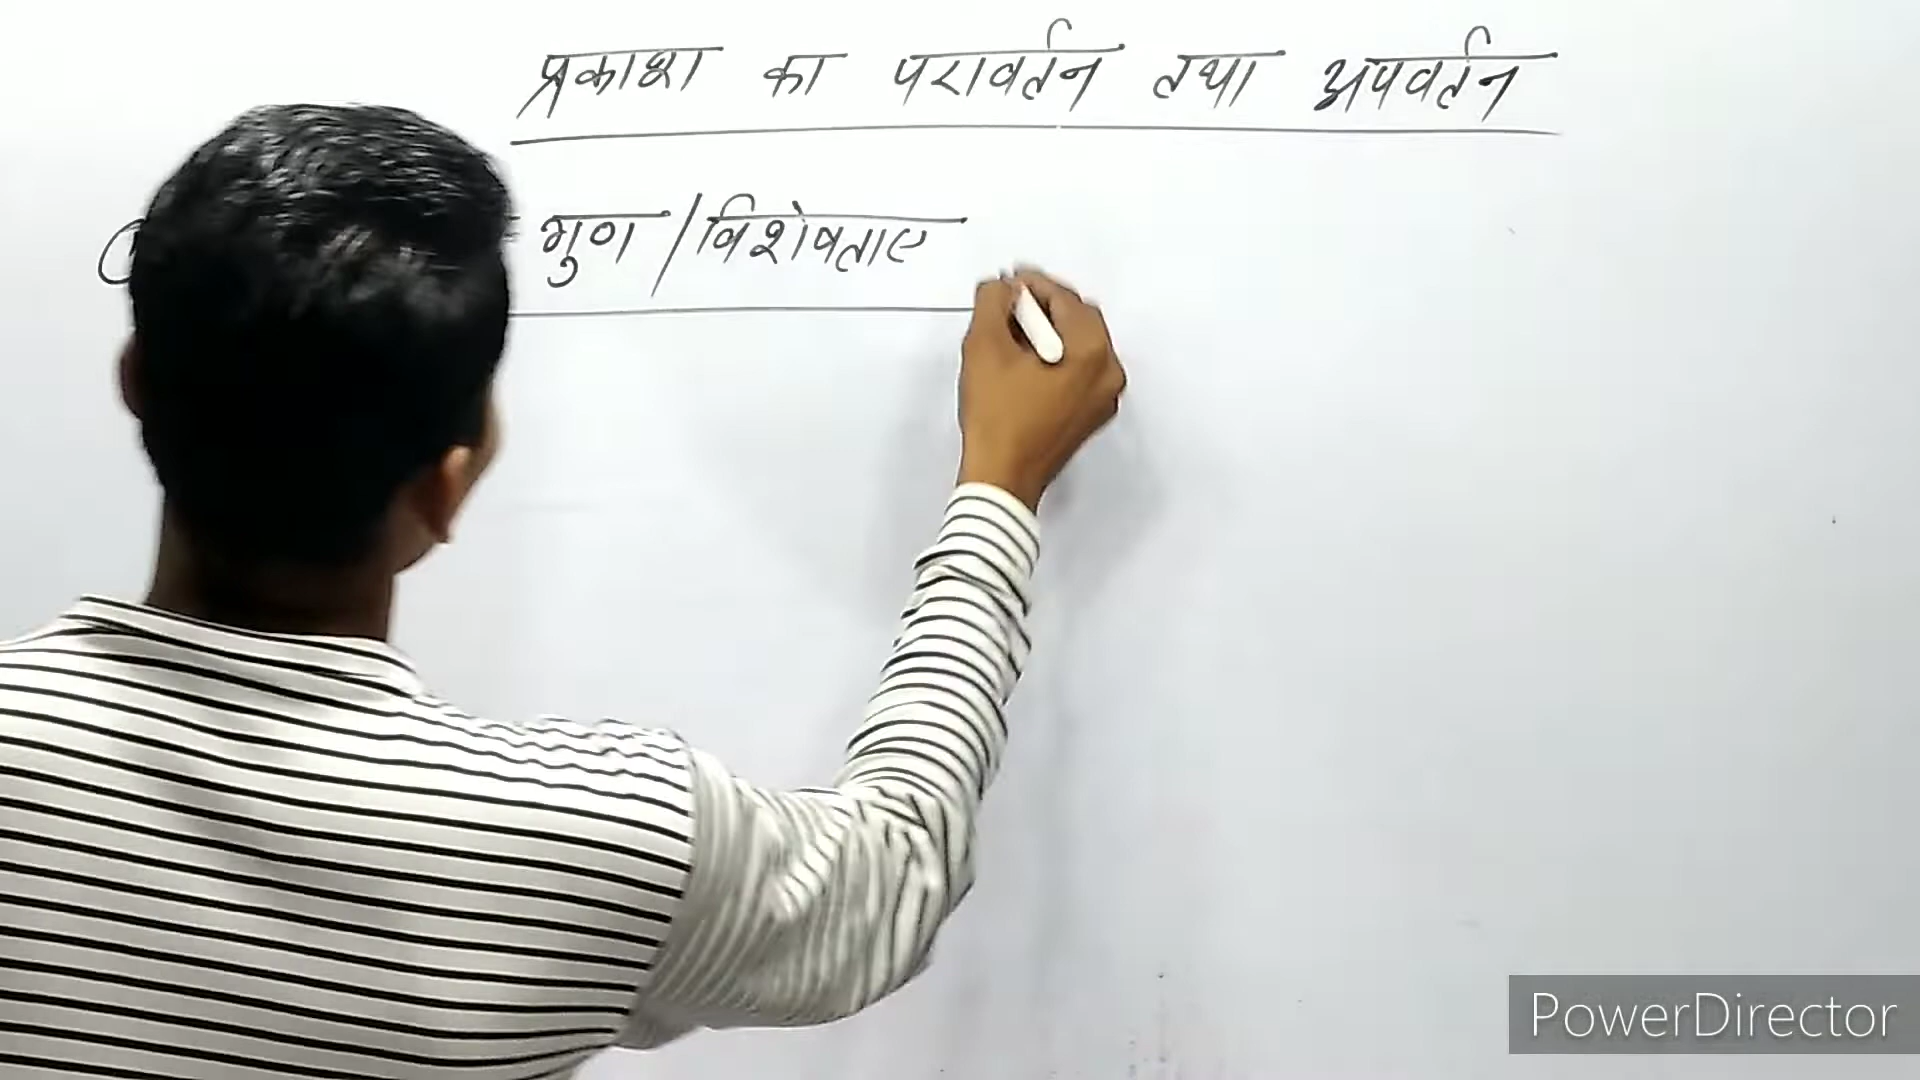 प्रकाश का परावर्तन तथा अपवर्तन
गुण / विशेषताए
PowerDirector